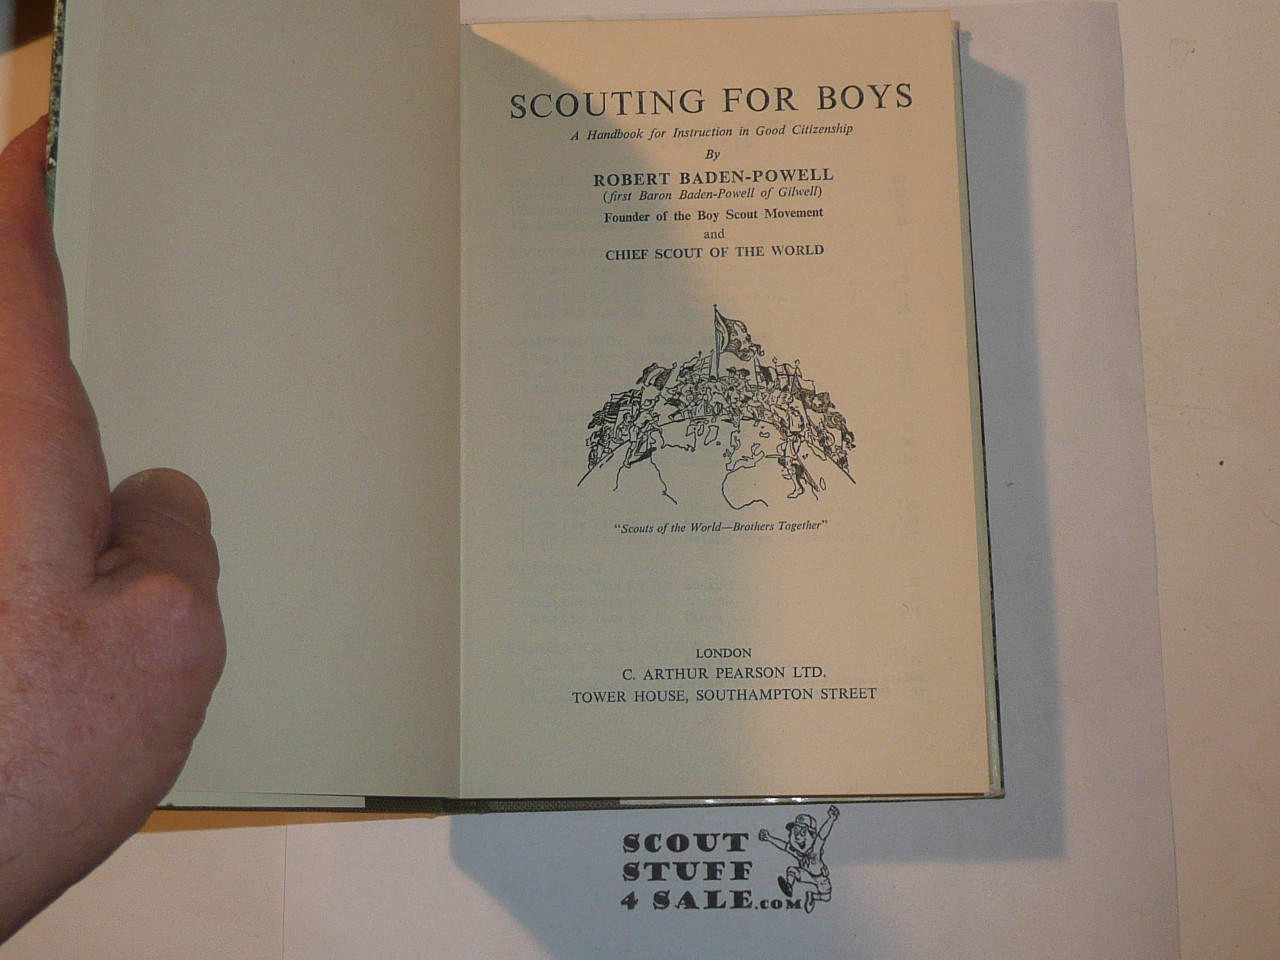 SCOUTING FOR BOYS
A Handbook for Instruction in Good Citizenship
By
ROBERT BADEN-POWELL
(first Baron Baden-Powell of Gilwell)
Founder of the Boy Scout Movement
and
CHIEF SCOUT OF THE WORLD
"Scouts of the World—Brothers Together"
LONDON
C. ARTHUR PEARSON LTD.
TOWER HOUSE, SOUTHAMPTON STREET
SCOUT
STUFF
4 SALE.COM